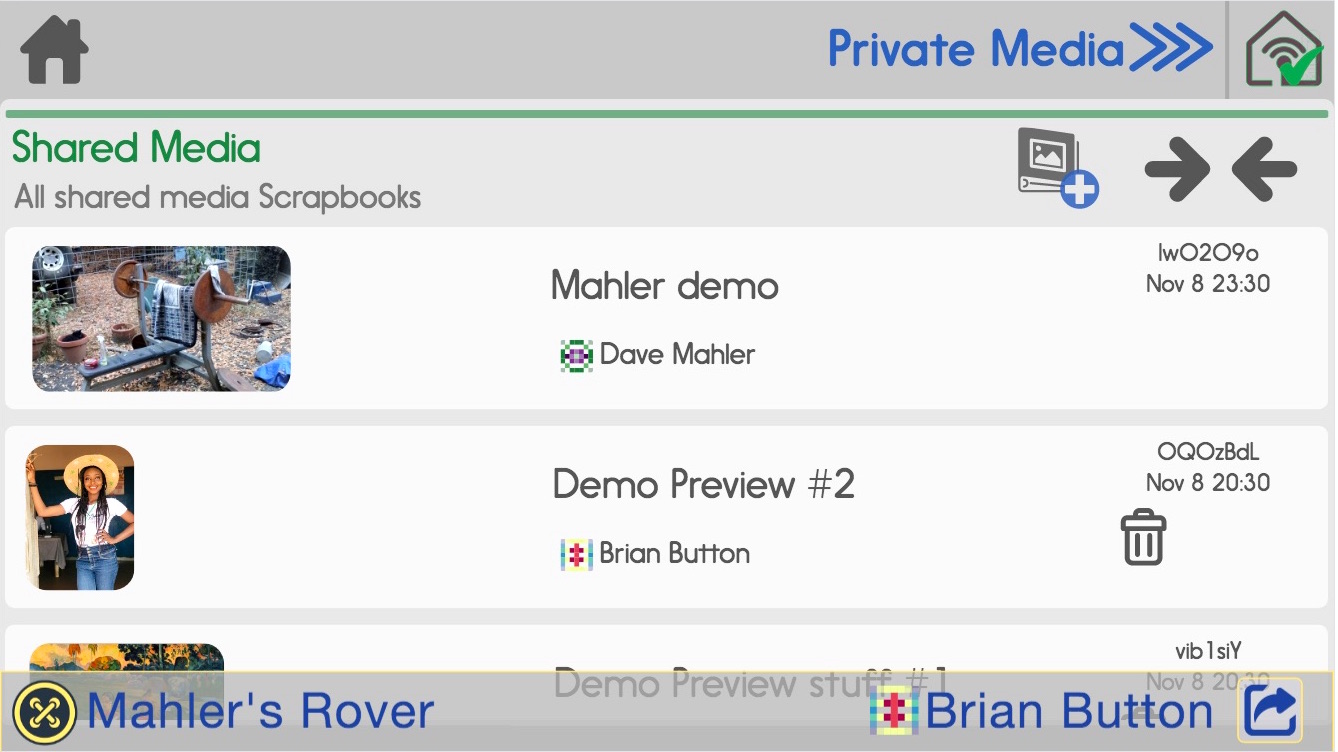 Private Media
Shared Media
All shared media Scrapbooks
Mahler demo
Dave Mahler
lwO2O9o
Nov 8 23:30
Demo Preview #2
Brian Button
OQOzBdL
Nov 8 20:30
Demo Preview stuff #1
vib1siY
Nov 8 20:30
Mahler's Rover
Brian Button